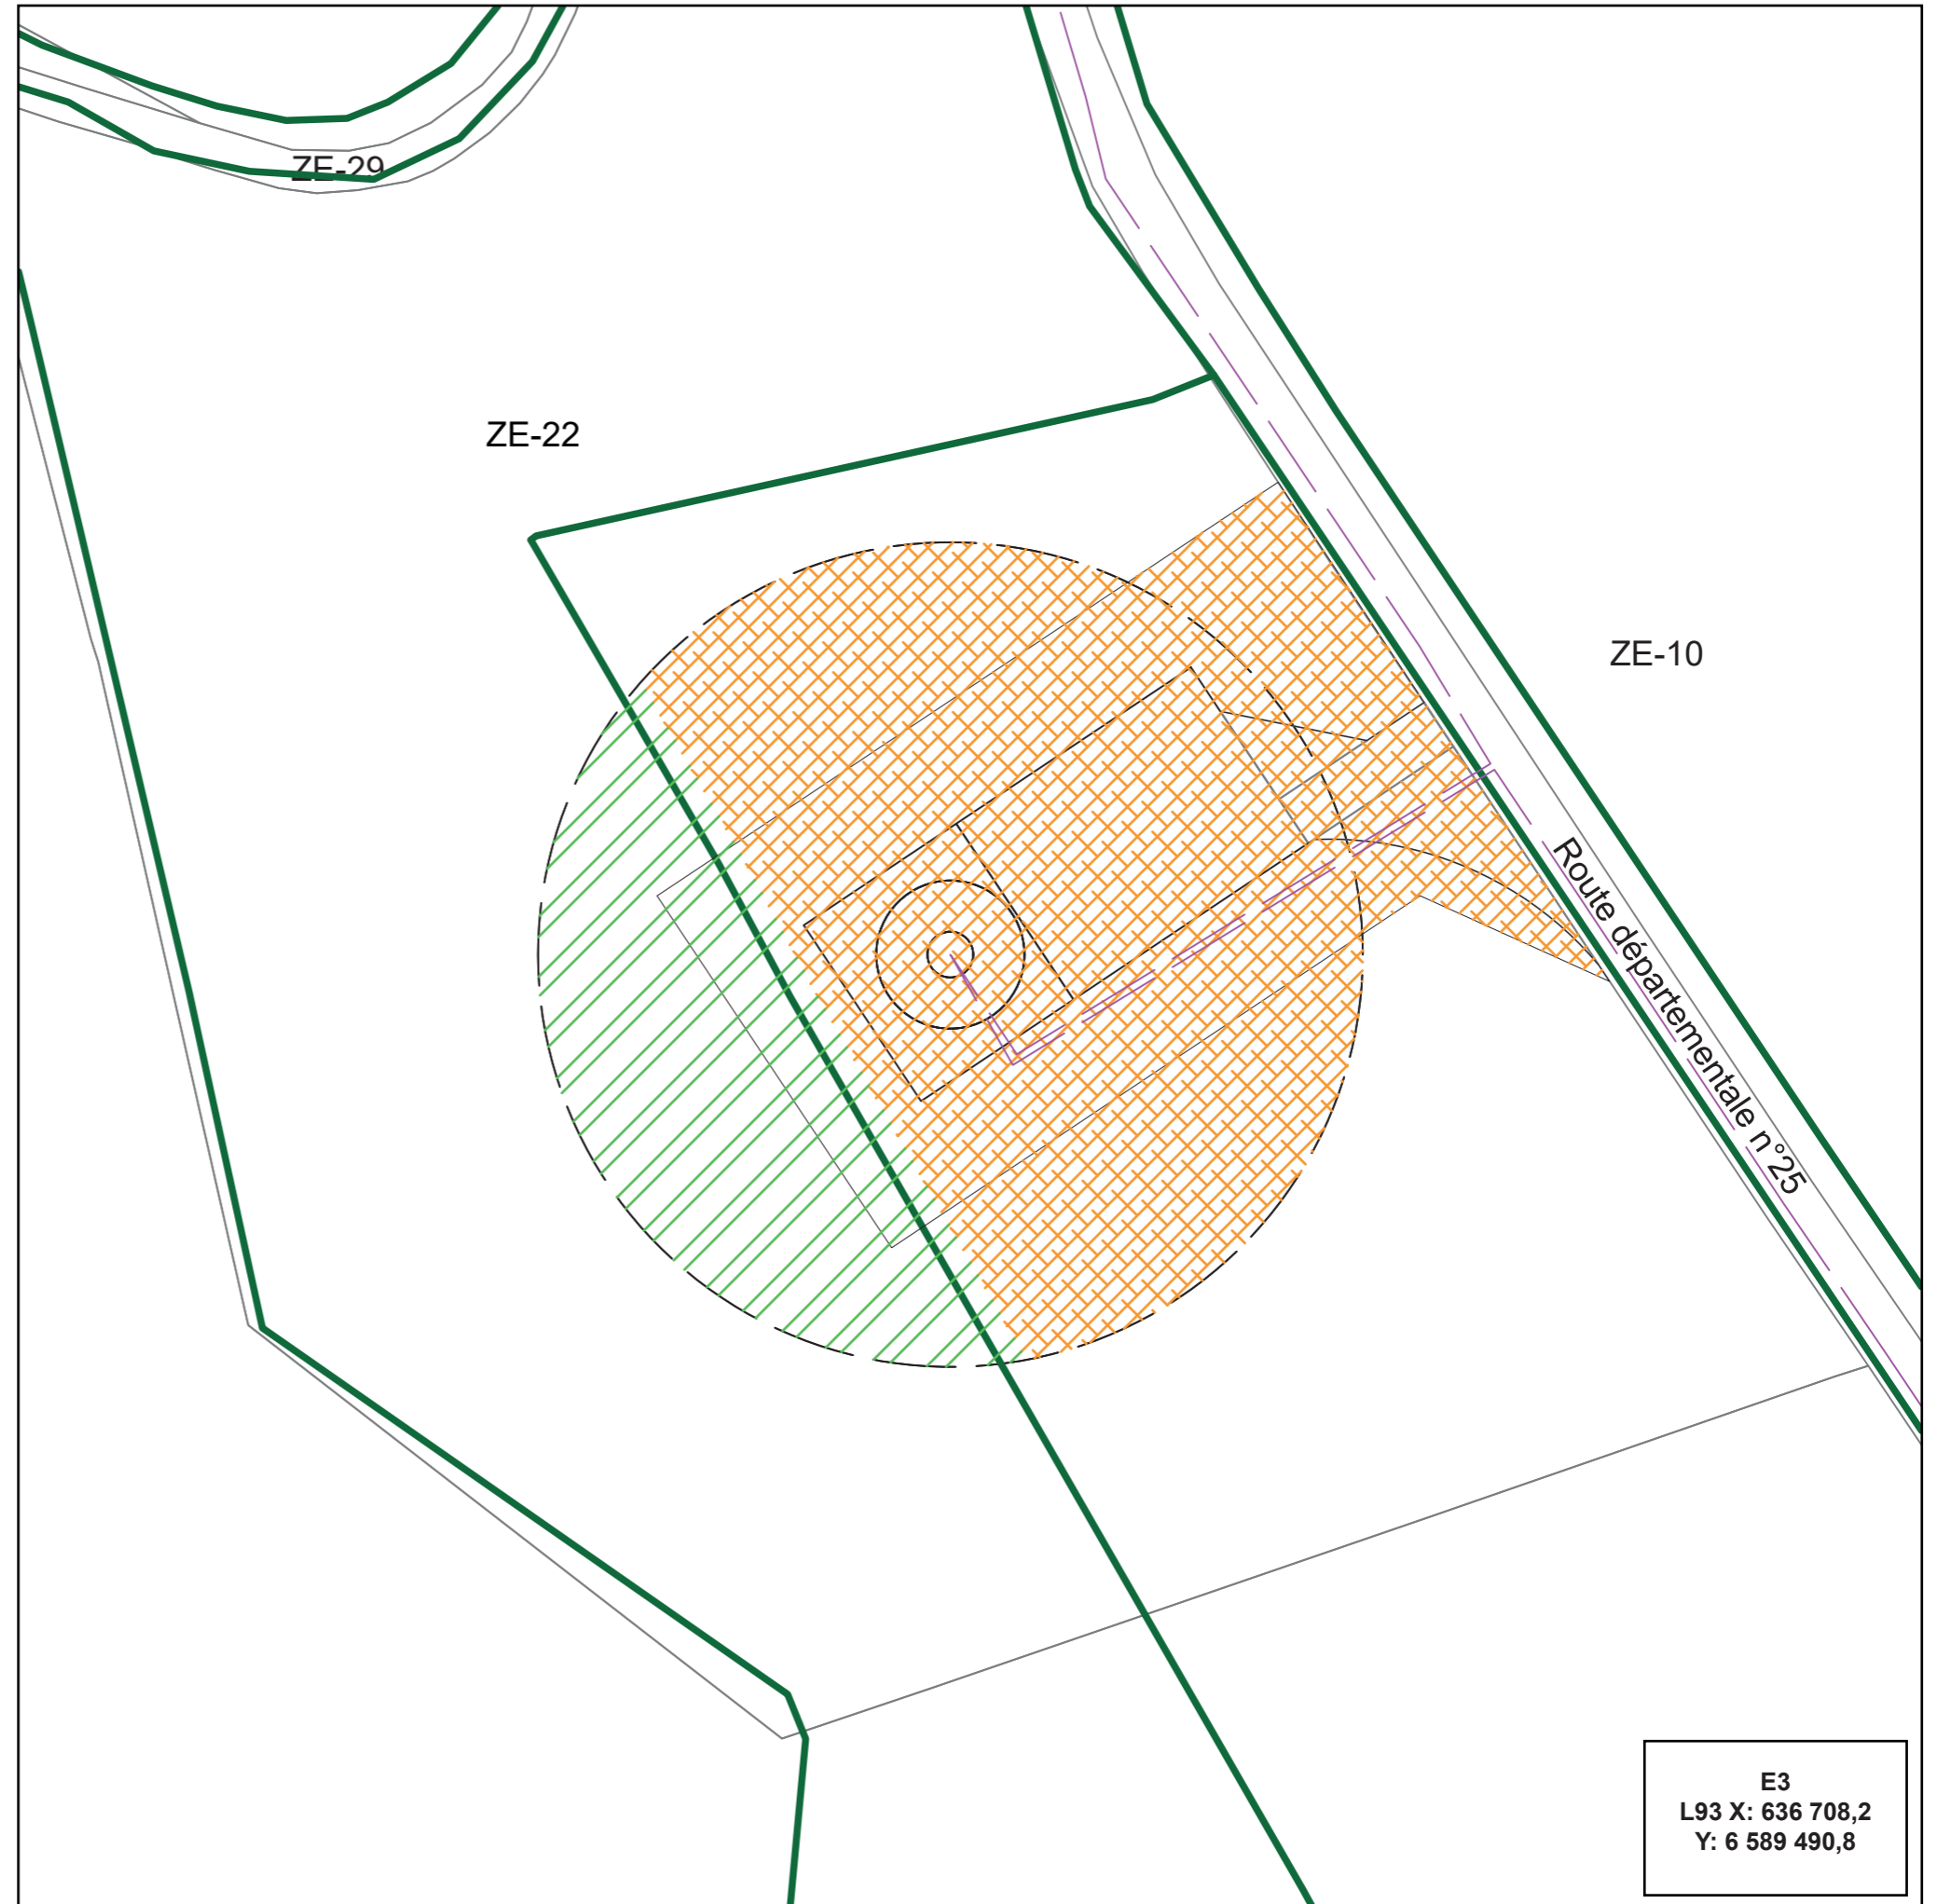 ZE-29
ZE-22
ZE-10
Route départementale n°25
E3
L93 X: 636 708,2
Y: 6 589 490,8